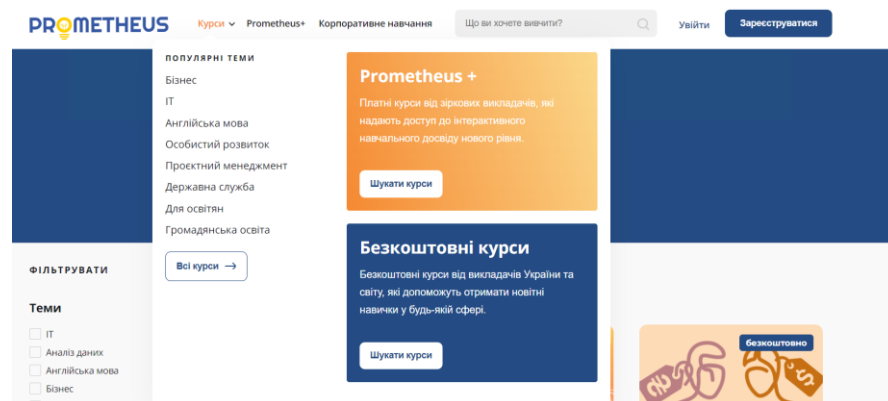 PROMETHEUS
Курси
Prometheus+
Корпоративне навчання
Що ви хочете вивчити?
Увійти
Зареєструватися
ПОПУЛЯРНІ ТЕМИ
Бізнес
IT
Англійська мова
Особистий розвиток
Проєктний менеджмент
Державна служба
Для освітян
Громадянська освіта
Всі курси →
Prometheus +
Платні курси від зіркових викладачів, які
надають доступ до інтерактивного
навчального досвіду нового рівня.
Шукати курси
Безкоштовні курси
Безкоштовні курси від викладачів України та
світу, які допоможуть отримати новітні
навички у будь-якій сфері.
Шукати курси
ФІЛЬТРУВАТИ
Теми
IT
Аналіз даних
Англійська мова
Бізнес
безкоштовно